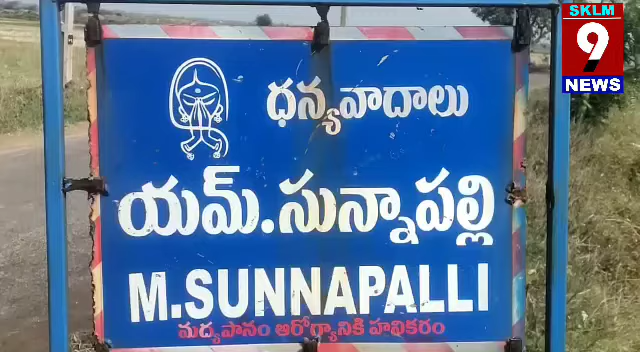 SKLM
9
NEWS
ధన్యవాదాలు
యమ్.సున్నాపల్లి
M.SUNNAPALLI
మద్యపానం ఆరోగ్యానికి హానికరం